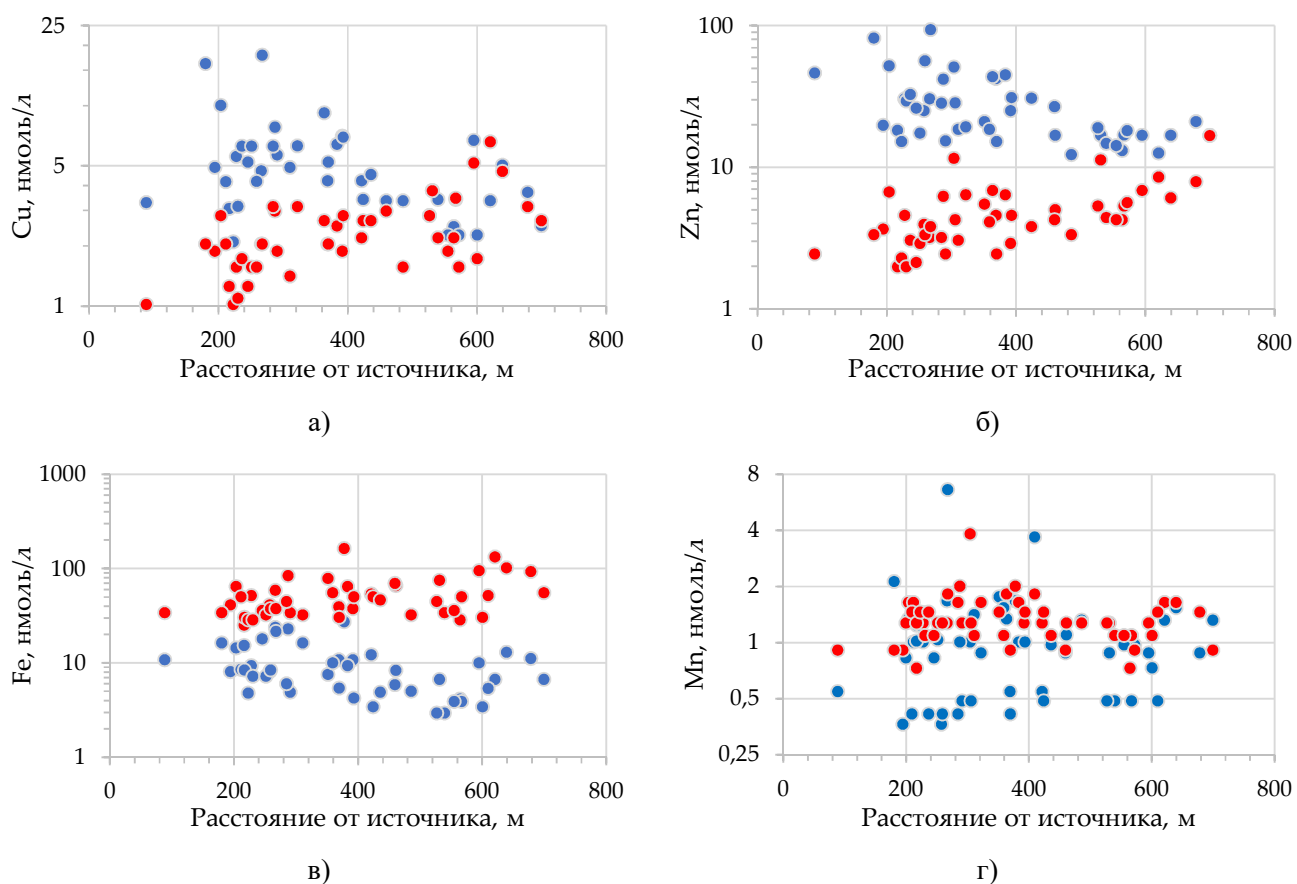 25
5
1
0 200 400 600 800
Cu, нмоль/л
Расстояние от источника, м
а)
100
10
1
0 200 400 600 800
Zn, нмоль/л
Расстояние от источника, м
б)
1000
100
10
1
0 200 400 600 800
Fe, нмоль/л
Расстояние от источника, м
в)
8
4
2
1
0,5
0,25
0 200 400 600 800
Mn, нмоль/л
Расстояние от источника, м
г)